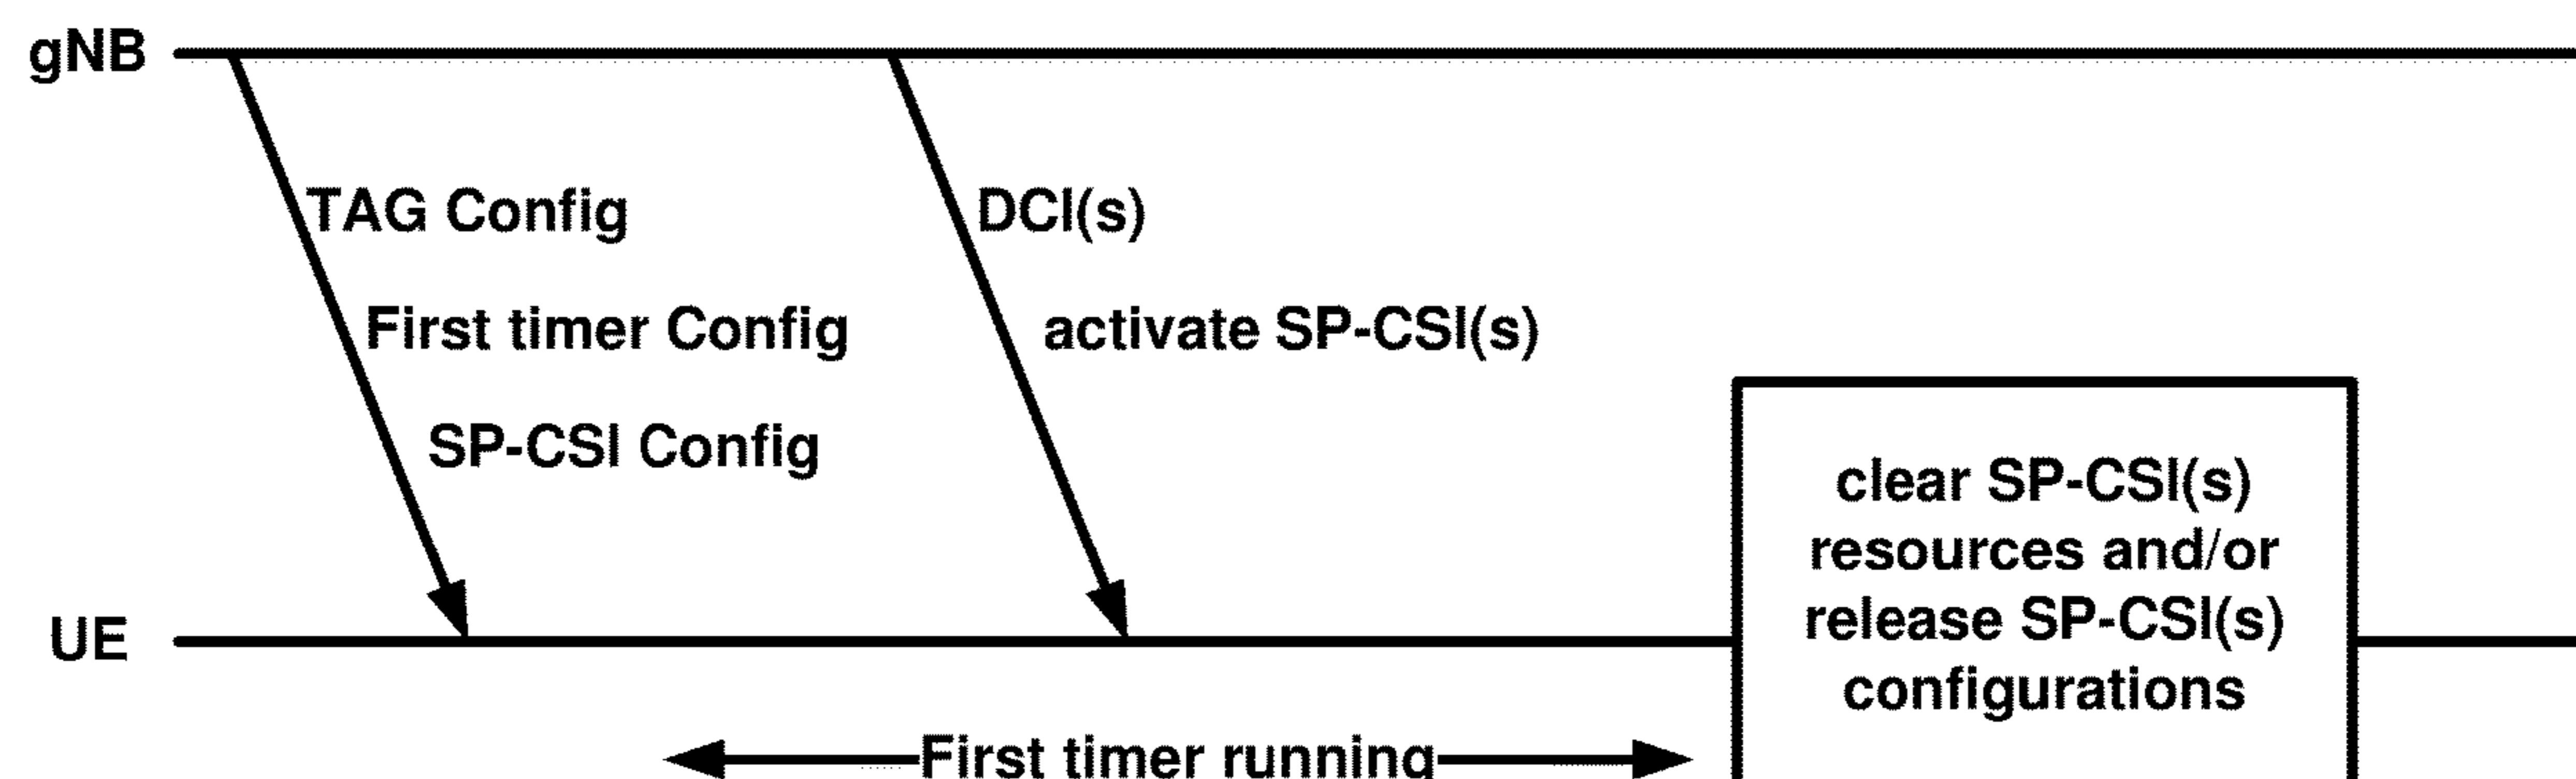 gNB
TAG Config
First timer Config
SP-CSI Config
DCI(s)
activate SP-CSI(s)
clear SP-CSI(s)
resources and/or
release SP-CSI(s)
configurations
UE
First timer running